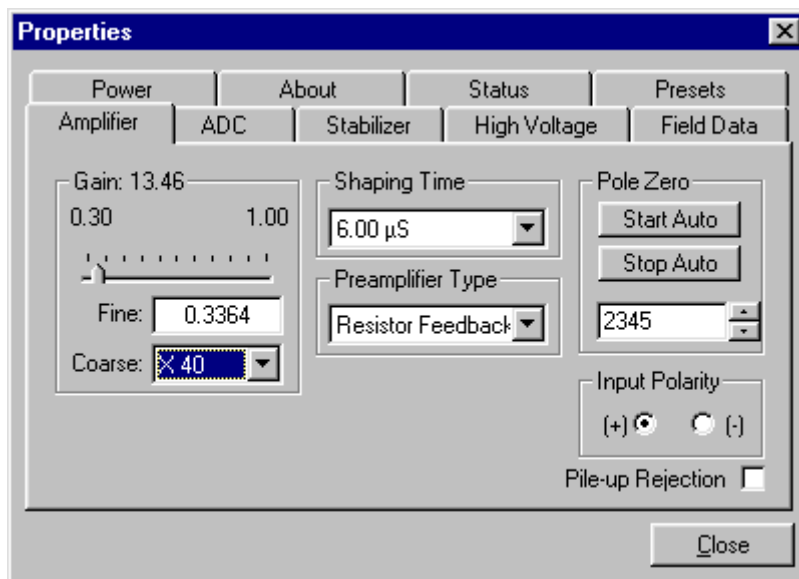 Properties
Power About Status Presets
Amplifier ADC Stabilizer High Voltage Field Data
Gain: 13.46
0.30 1.00
Fine: 0.3364
Coarse: X 40
Shaping Time
6.00 µS
Preamplifier Type
Resistor Feedback
Pole Zero
Start Auto
Stop Auto
2345
Input Polarity
(+) (-)
Pile-up Rejection
Close